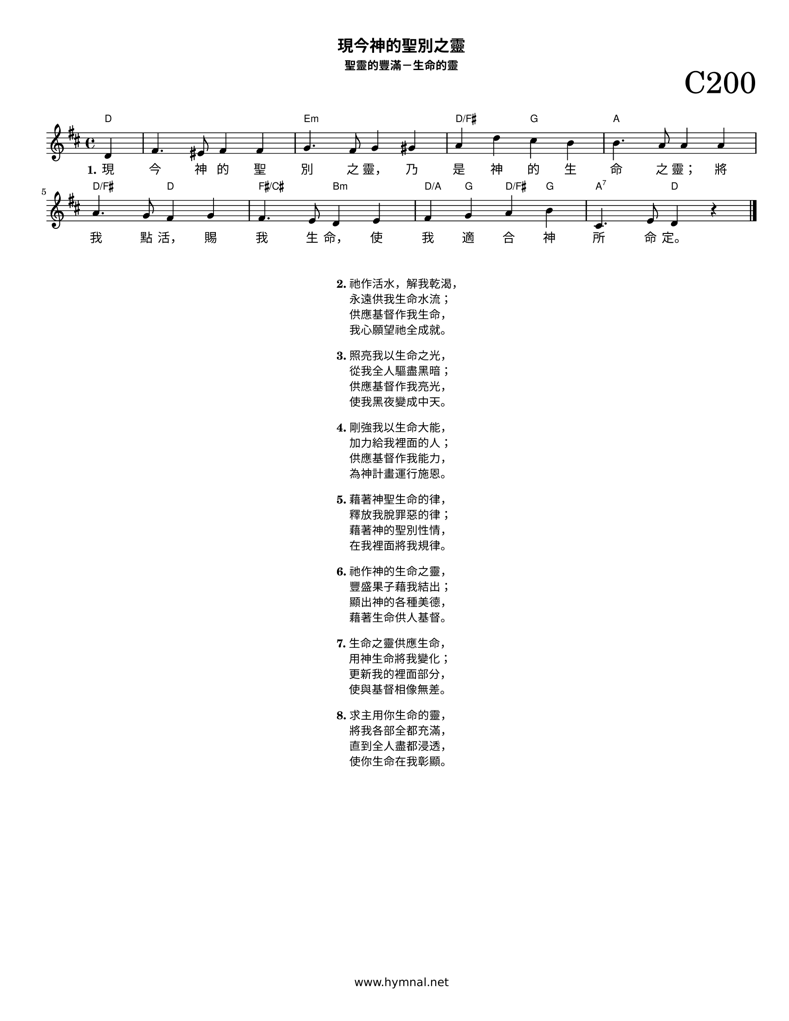 現今神的聖別之靈
聖靈的豐滿－生命的靈
C200
D Em D/F♯ G A
1. 現 今 神 的 聖 別 之 靈， 乃 是 神 的 生 命 之 靈； 將
5 D/F♯ D F♯/C♯ Bm D/A G D/F♯ G A7 D
我 點 活， 賜 我 生 命， 使 我 適 合 神 所 命 定。
2. 祂作活水，解我乾渴，
永遠供我生命水流；
供應基督作我生命，
我心願望祂全成就。
3. 照亮我以生命之光，
從我全人驅盡黑暗；
供應基督作我亮光，
使我黑夜變成中天。
4. 剛強我以生命大能，
加力給我裡面的人；
供應基督作我能力，
為神計畫運行施恩。
5. 藉著神聖生命的律，
釋放我脫罪惡的律；
藉著神的聖別性情，
在我裡面將我規律。
6. 祂作神的生命之靈，
豐盛果子藉我結出；
顯出神的各種美德，
藉著生命供人基督。
7. 生命之靈供應生命，
用神生命將我變化；
更新我的裡面部分，
使與基督相像無差。
8. 求主用你生命的靈，
將我各部全都充滿，
直到全人盡都浸透，
使你生命在我彰顯。
www.hymnal.net